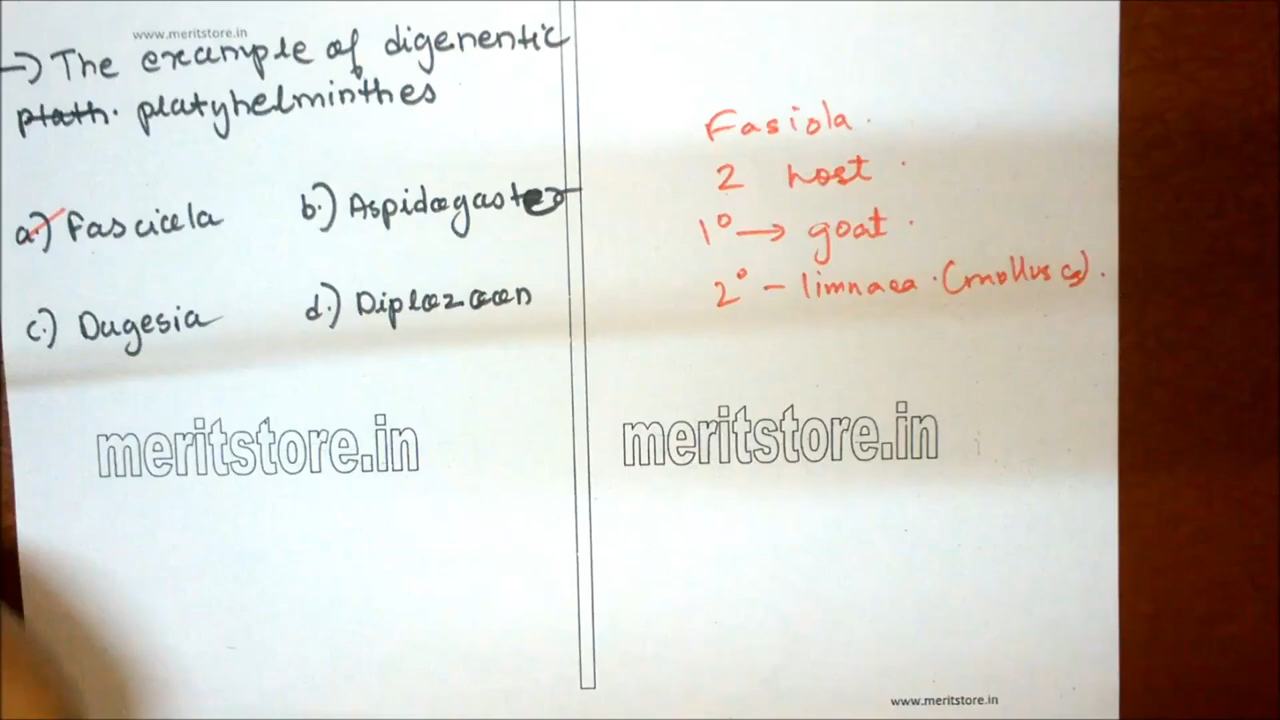 www.meritstore.in
→ The example of digenentic
plath. platyhelminthes
a) Fasciola b.) Aspidogaster
c.) Dugesia d.) Diplozoon
meritstore.in
Fasiola.
2 host
1° → goat.
2° - limnaea. (mollusca).
meritstore.in
www.meritstore.in